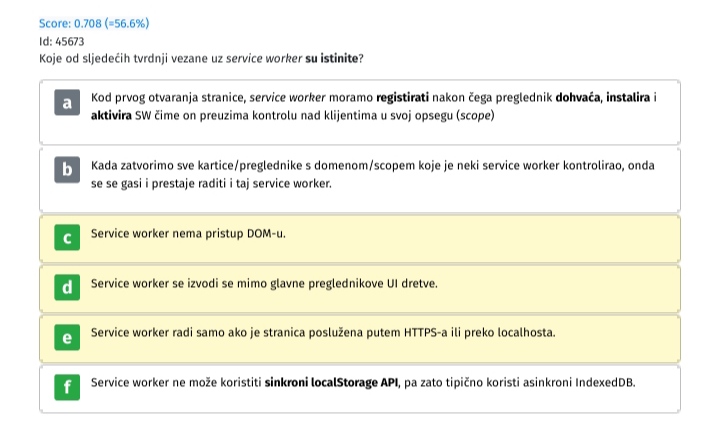 Score: 0.708 (=56.6%)
Id: 45673
Koje od sljedećih tvrdnji vezane uz service worker su istinite?
a
Kod prvog otvaranja stranice, service worker moramo registirati nakon čega preglednik dohvaća, instalira i
aktivira SW čime on preuzima kontrolu nad klijentima u svoj opsegu (scope)
b
Kada zatvorimo sve kartice/preglednike s domenom/scopem koje je neki service worker kontrolirao, onda
se se gasi i prestaje raditi i taj service worker.
c
Service worker nema pristup DOM-u.
d
Service worker se izvodi se mimo glavne preglednikove UI dretve.
e
Service worker radi samo ako je stranica poslužena putem HTTPS-a ili preko localhosta.
f
Service worker ne može koristiti sinkroni localStorage API, pa zato tipično koristi asinkroni IndexedDB.